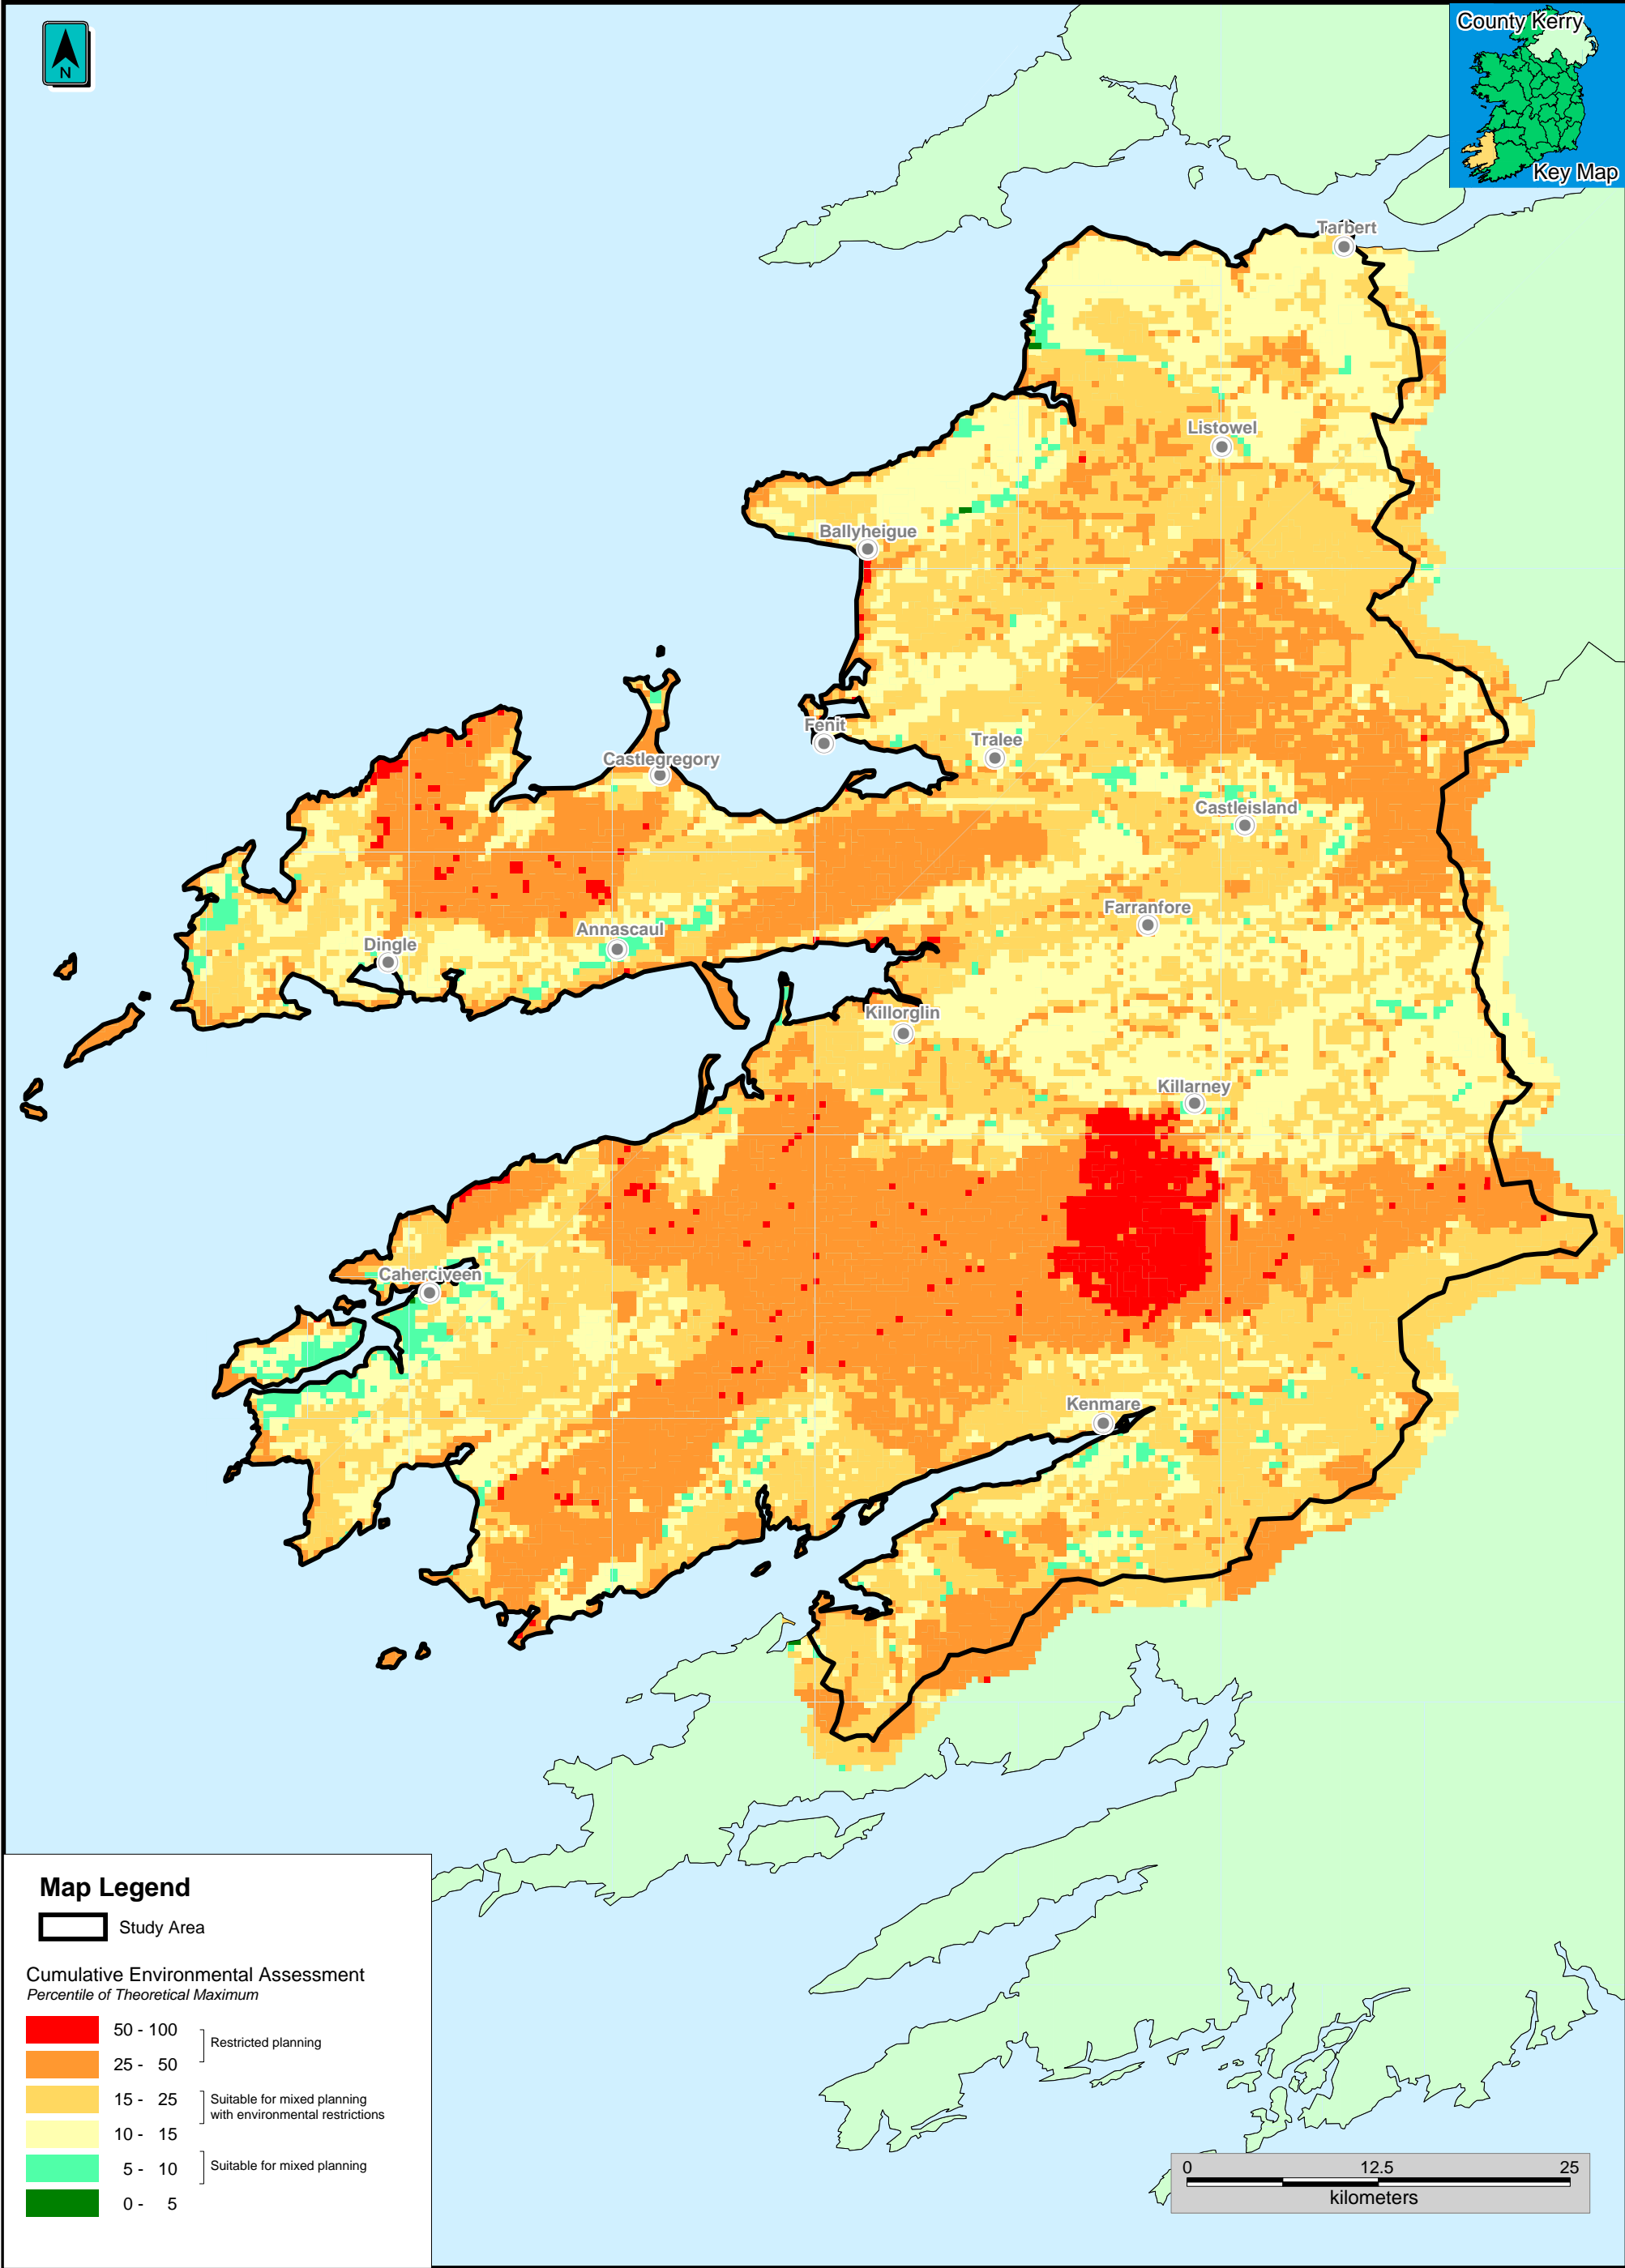 N
County Kerry
Key Map
Tarbert
Listowel
Ballyheigue
Fenit
Tralee
Castlegregory
Castleisland
Farranfore
Annascaul
Dingle
Killorglin
Killarney
Caherciveen
Kenmare
Map Legend
Study Area
Cumulative Environmental Assessment
Percentile of Theoretical Maximum
50 - 100
Restricted planning
25 - 50
15 - 25
Suitable for mixed planning
with environmental restrictions
10 - 15
5 - 10
Suitable for mixed planning
0 - 5
0 12.5 25
kilometers